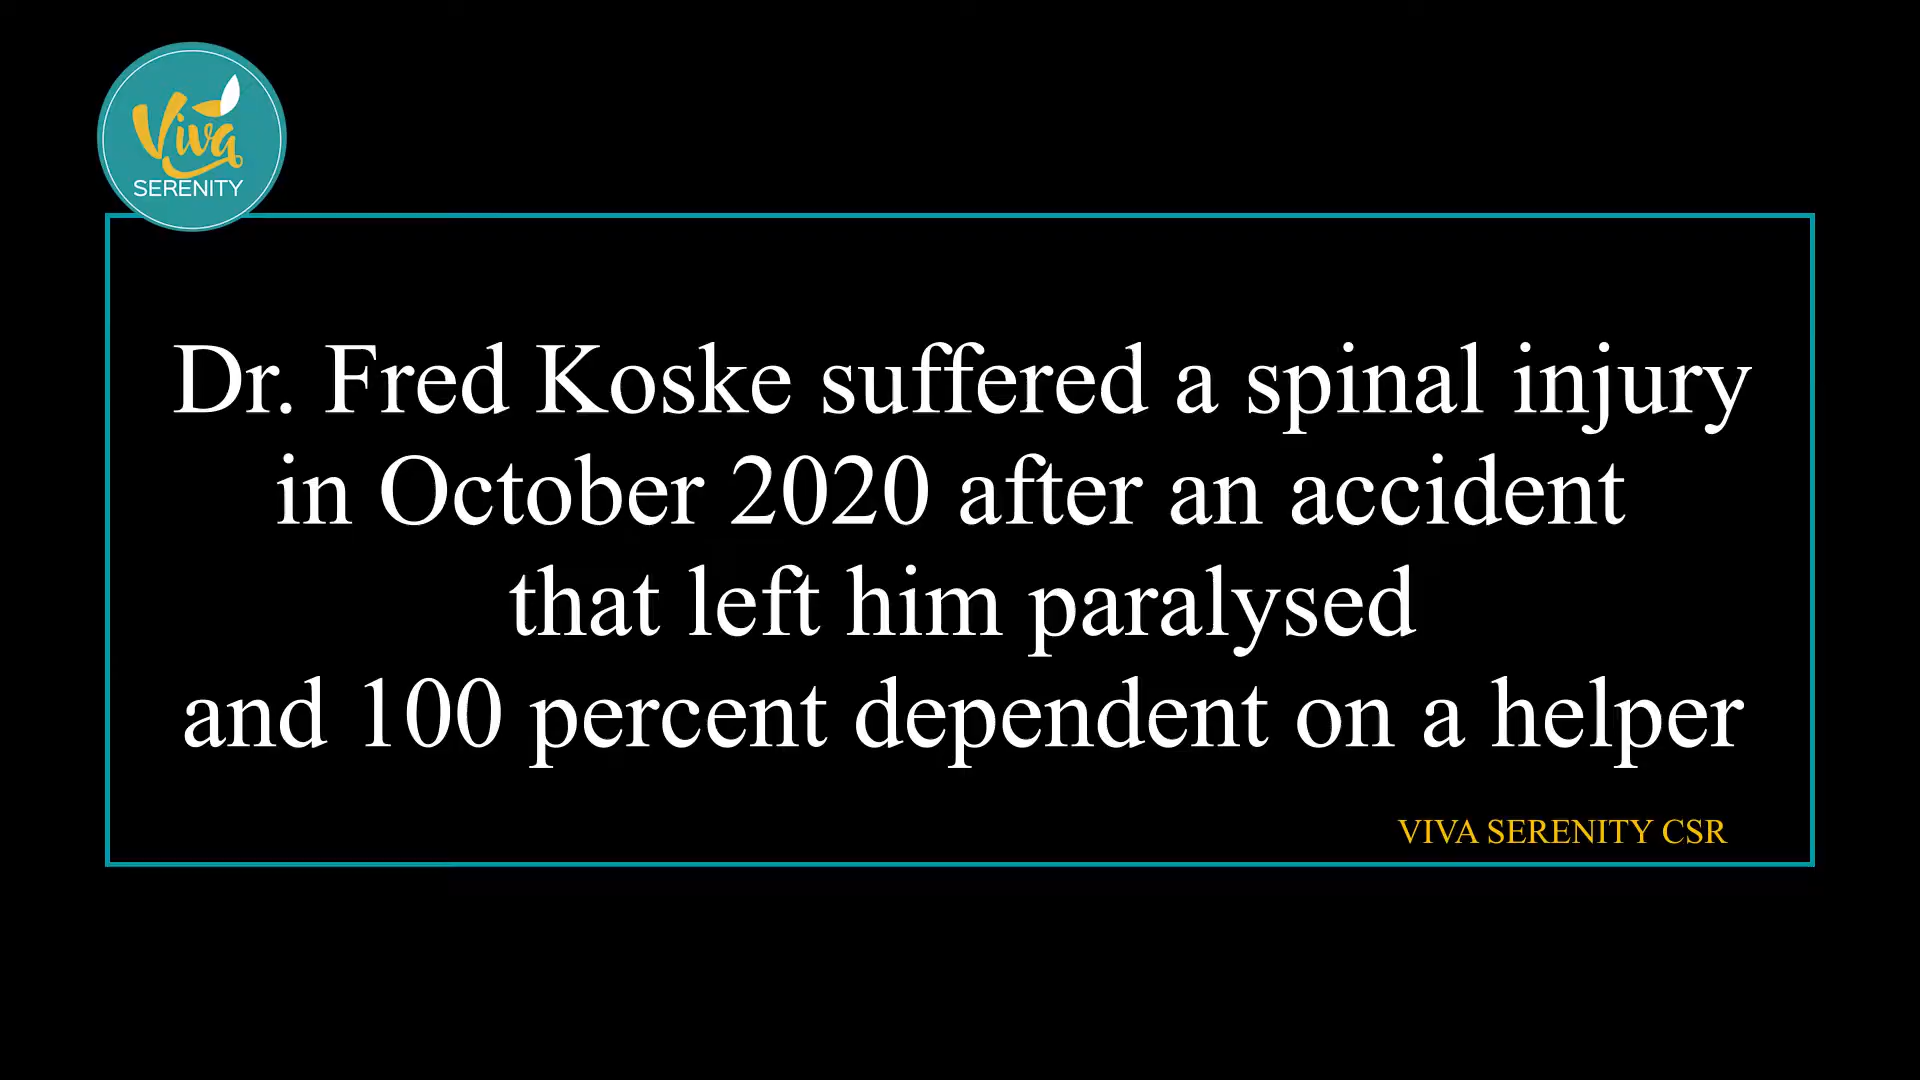 Viva
SERENITY
Dr. Fred Koske suffered a spinal injury
in October 2020 after an accident
that left him paralysed
and 100 percent dependent on a helper
VIVA SERENITY CSR